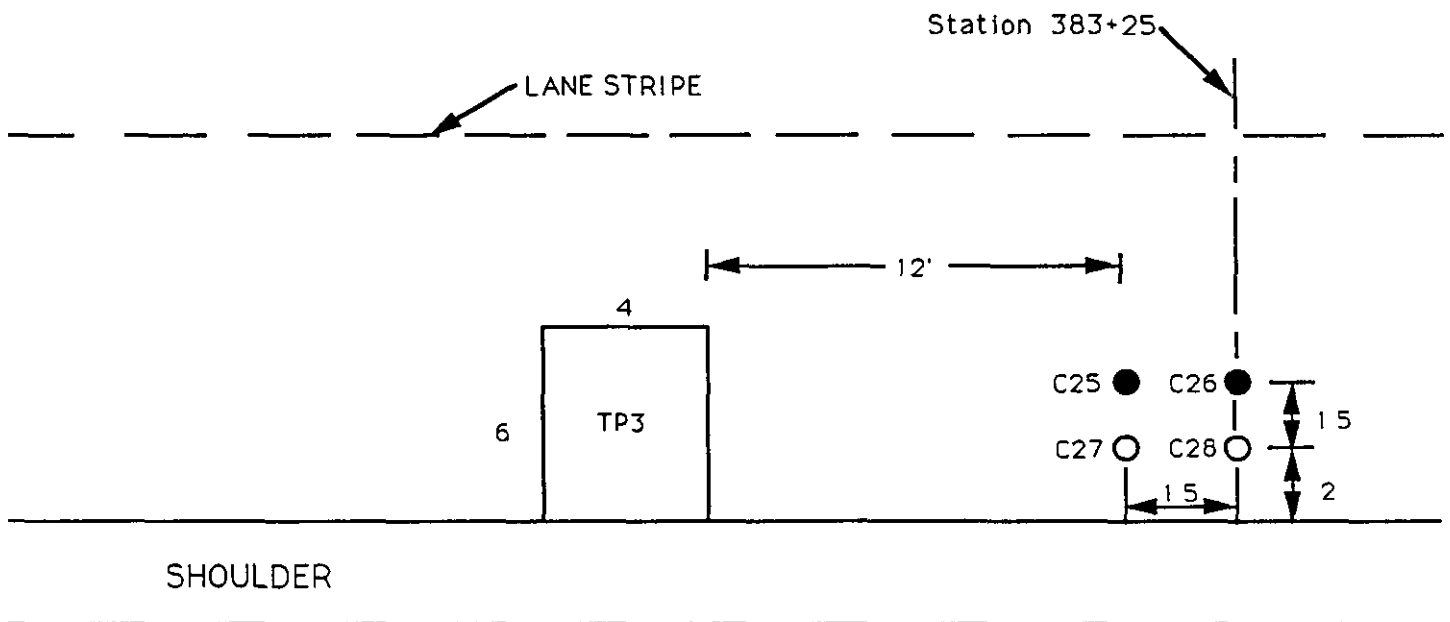 Station 383+25
LANE STRIPE
12'
4
C25
C26
1 5
6
TP3
C27
C28
1 5
2
SHOULDER